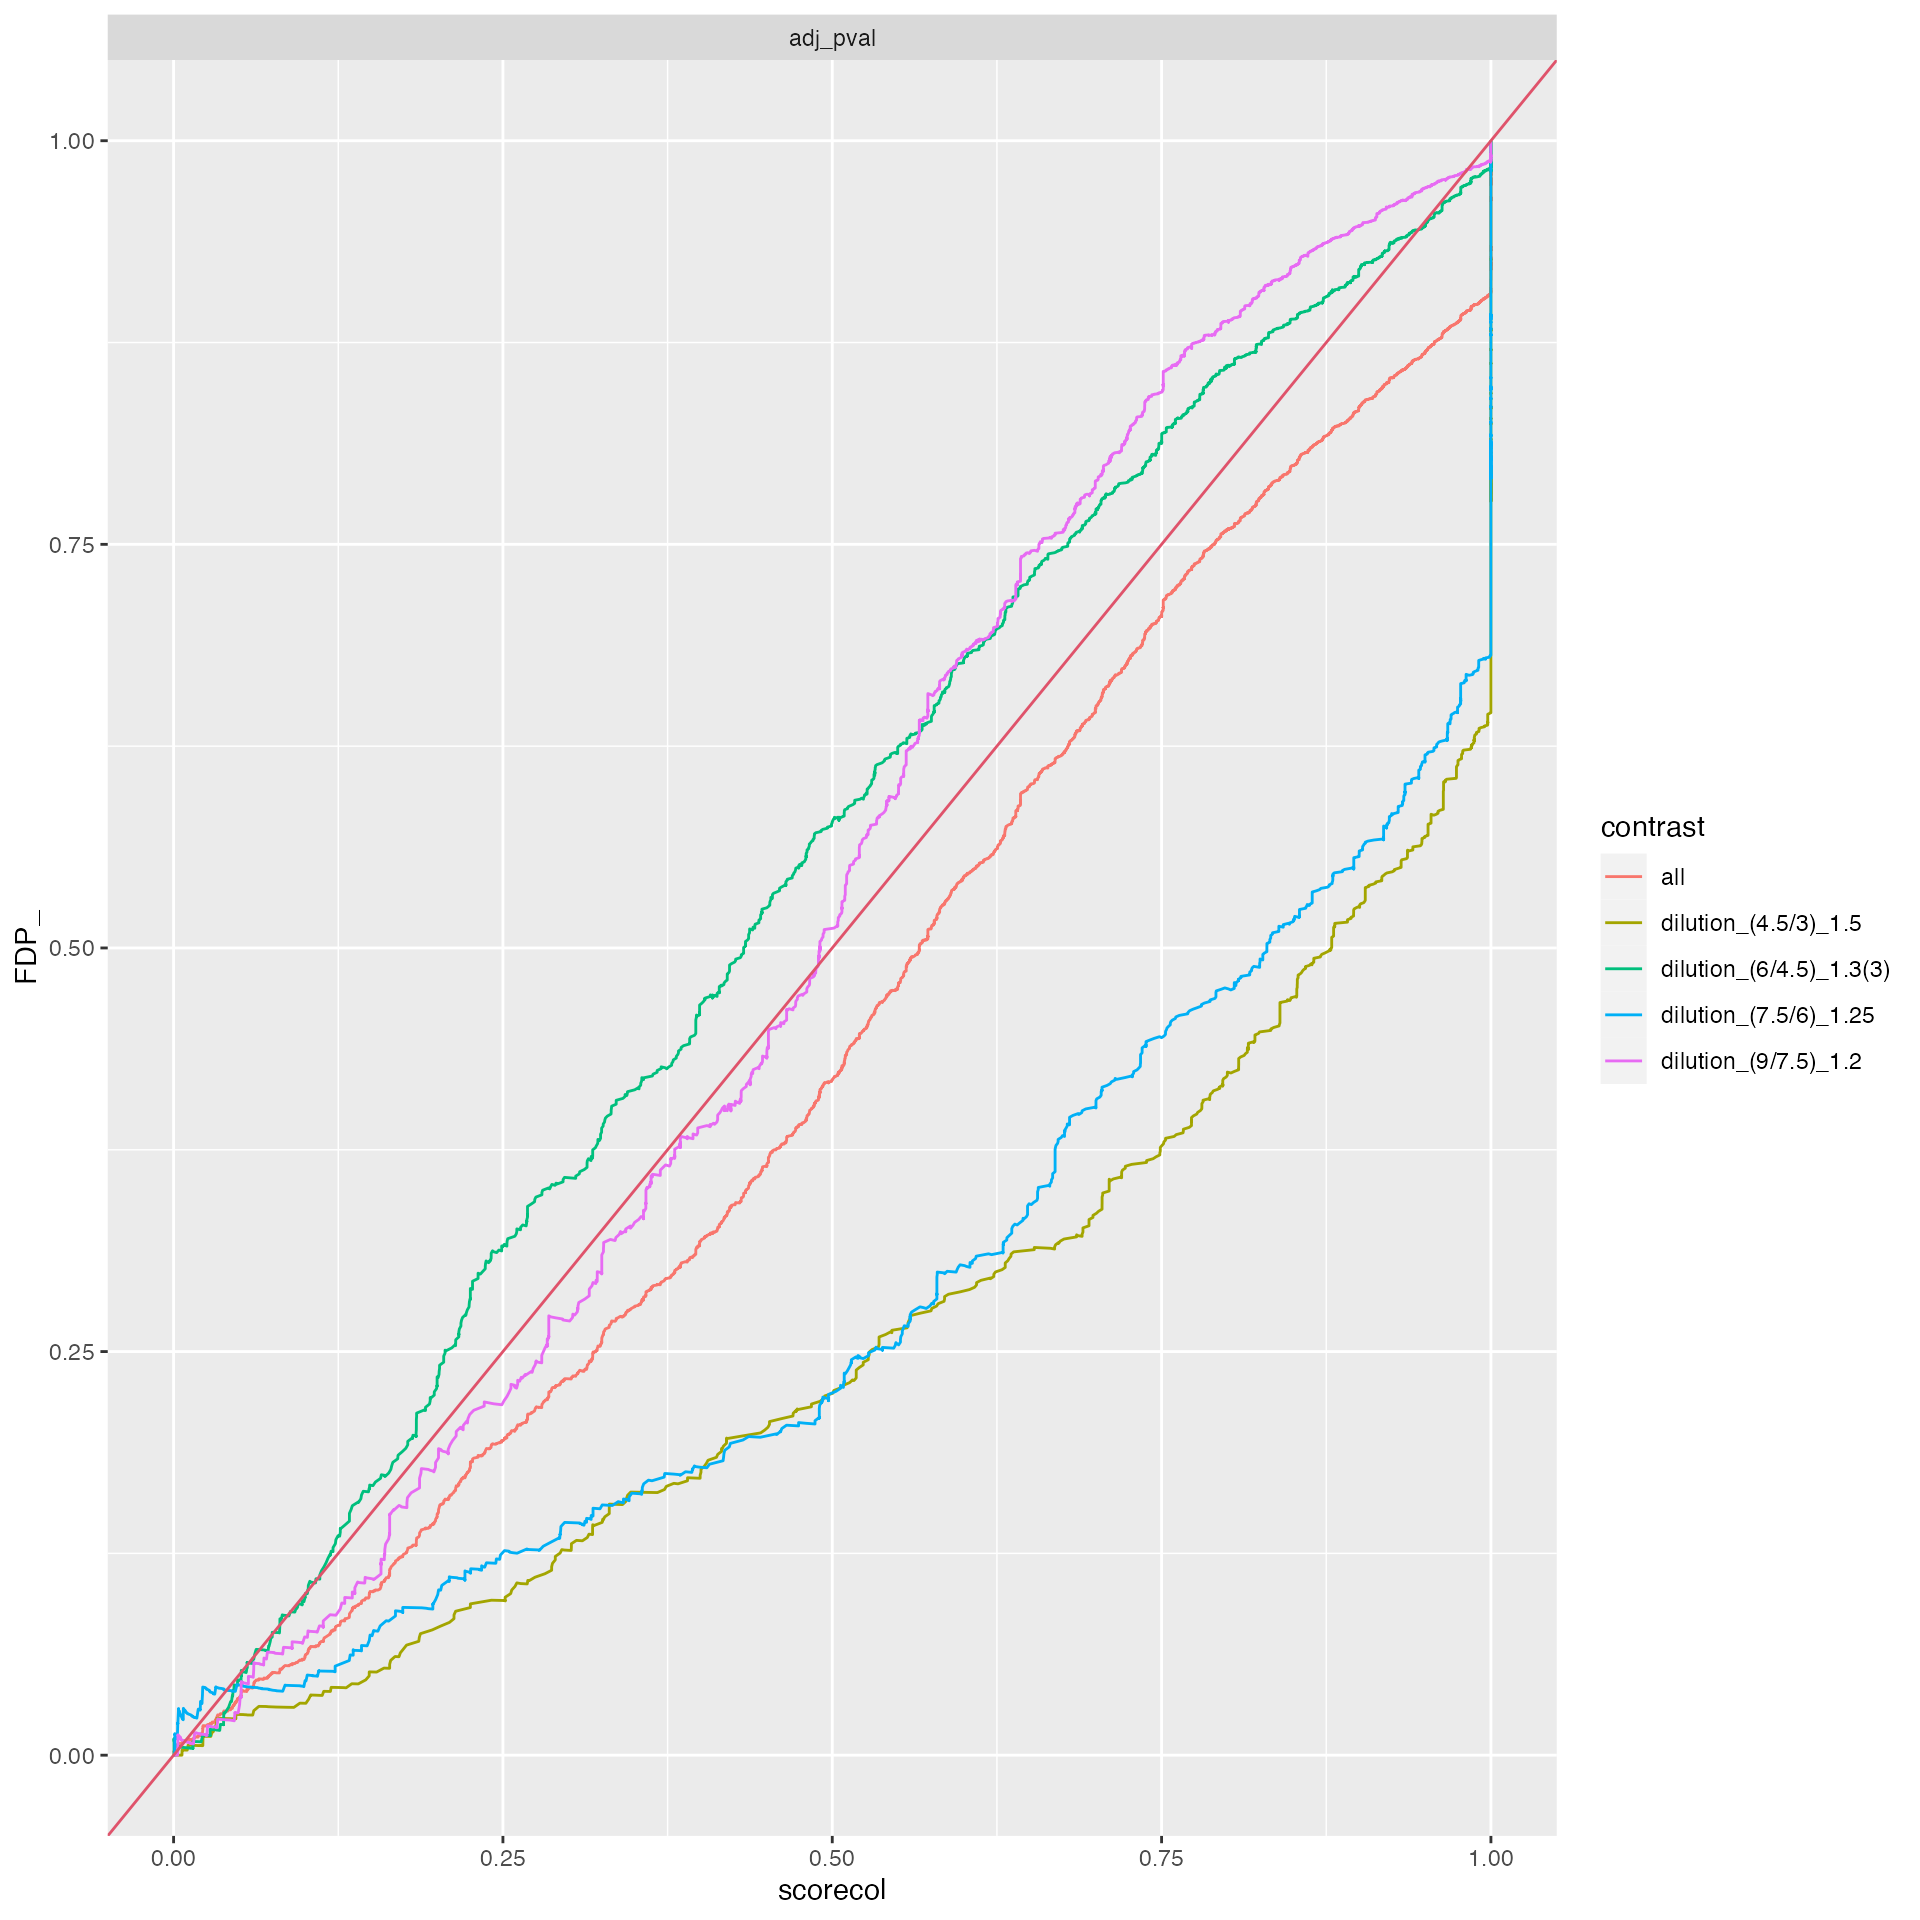 adj_pval
1.00
0.75
0.50
0.25
0.00
FDP_
0.00 0.25 0.50 0.75 1.00
scorecol
contrast
all
dilution_(4.5/3)_1.5
dilution_(6/4.5)_1.3(3)
dilution_(7.5/6)_1.25
dilution_(9/7.5)_1.2